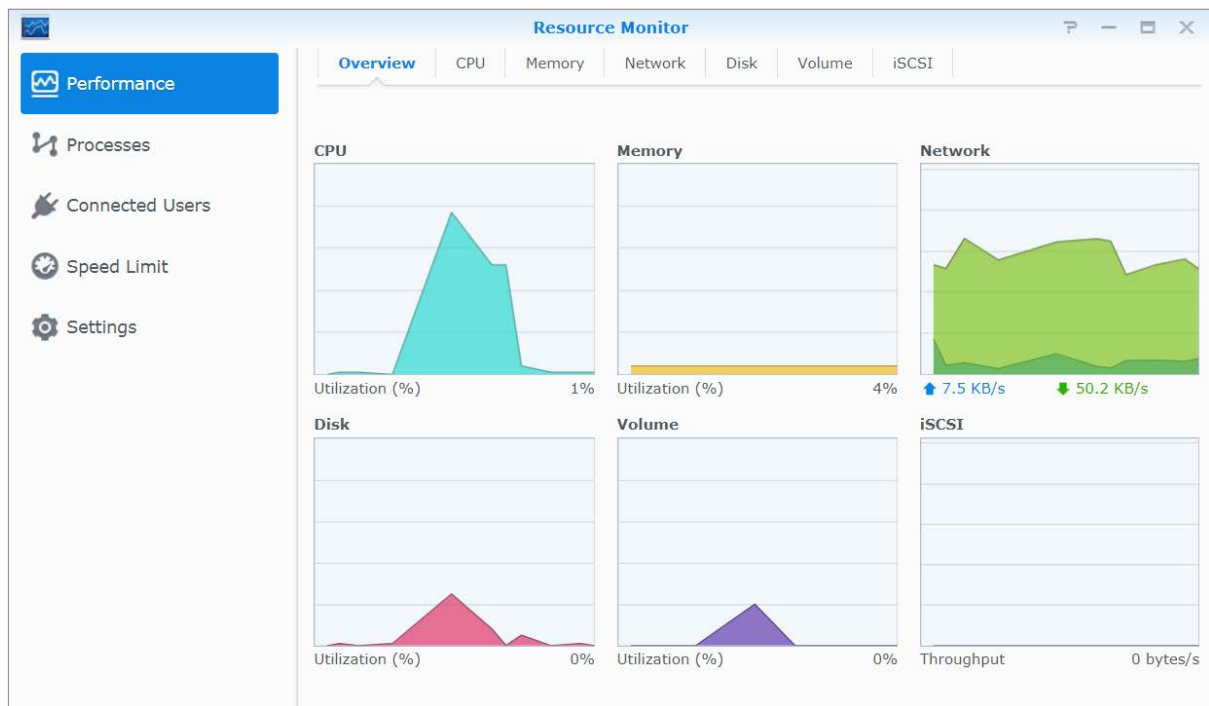 Resource Monitor
Performance
Processes
Connected Users
Speed Limit
Settings
Overview CPU Memory Network Disk Volume iSCSI
CPU Memory Network
Utilization (%) 1% Utilization (%) 4% 7.5 KB/s 50.2 KB/s
Disk Volume iSCSI
Utilization (%) 0% Utilization (%) 0% Throughput 0 bytes/s